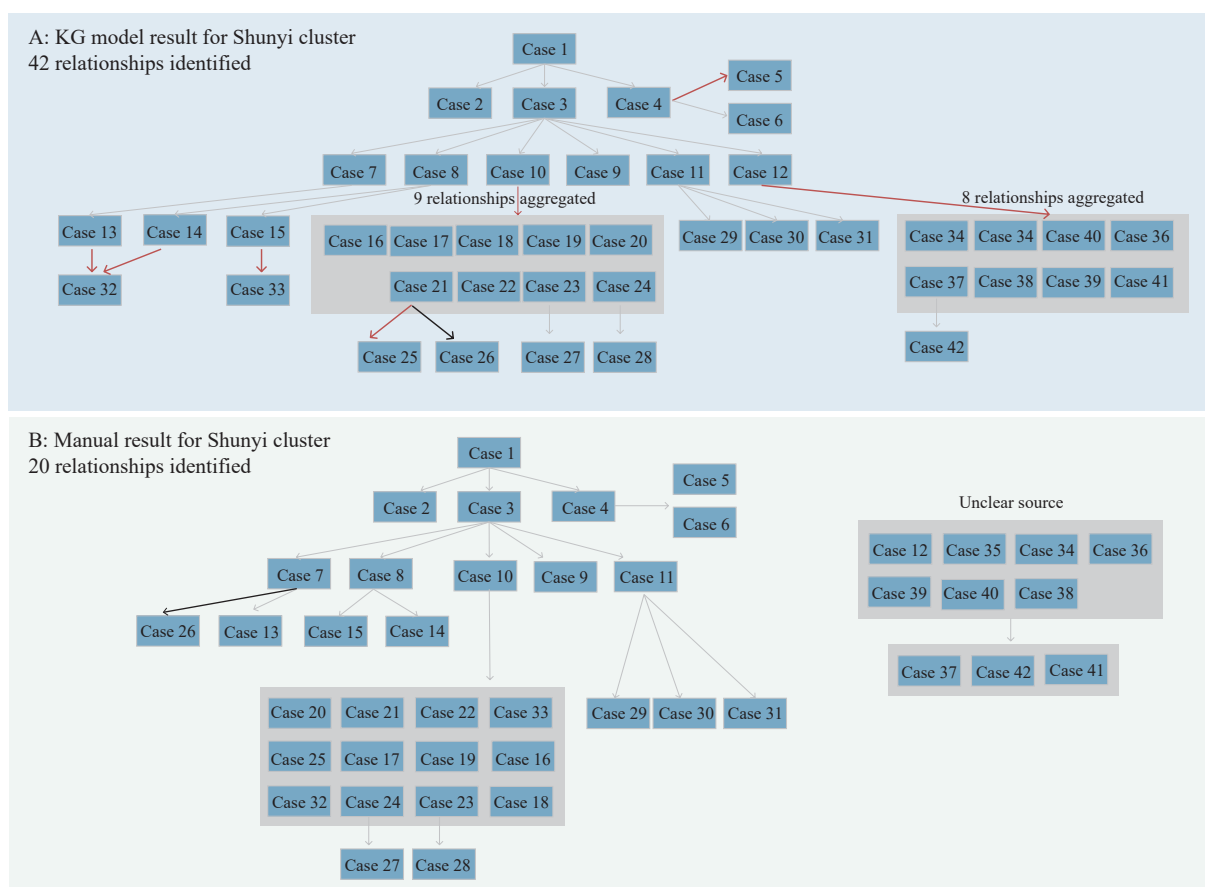 A: KG model result for Shunyi cluster
42 relationships identified
Case 1
Case 5
Case 2
Case 3
Case 4
Case 6
Case 7
Case 8
Case 10
Case 9
Case 11
Case 12
9 relationships aggregated
8 relationships aggregated
Case 13
Case 14
Case 15
Case 16
Case 17
Case 18
Case 19
Case 20
Case 29
Case 30
Case 31
Case 34
Case 34
Case 40
Case 36
Case 32
Case 33
Case 21
Case 22
Case 23
Case 24
Case 37
Case 38
Case 39
Case 41
Case 25
Case 26
Case 27
Case 28
Case 42
B: Manual result for Shunyi cluster
20 relationships identified
Case 1
Case 5
Case 2
Case 3
Case 4
Case 6
Unclear source
Case 12
Case 35
Case 34
Case 36
Case 7
Case 8
Case 10
Case 9
Case 11
Case 39
Case 40
Case 38
Case 26
Case 13
Case 15
Case 14
Case 37
Case 42
Case 41
Case 20
Case 21
Case 22
Case 33
Case 29
Case 30
Case 31
Case 25
Case 17
Case 19
Case 16
Case 32
Case 24
Case 23
Case 18
Case 27
Case 28